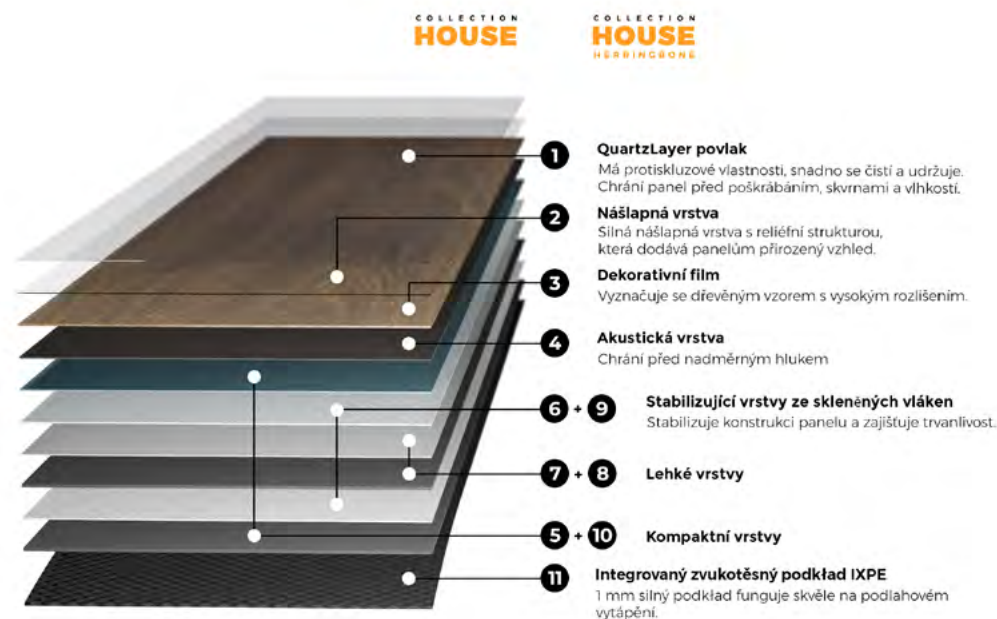 COLLECTION
HOUSE
COLLECTION
HOUSE
HERRINGBONE
1
QuartzLayer povlak
Má protiskluzové vlastnosti, snadno se čistí a udržuje.
Chrání panel před poškrábáním, skvrnami a vlhkostí.
2
Nášlapná vrstva
Silná nášlapná vrstva s reliéfní strukturou,
která dodává panelům přirozený vzhled.
3
Dekorativní film
Vyznačuje se dřevěným vzorem s vysokým rozlišením.
4
Akustická vrstva
Chrání před nadměrným hlukem
6 + 9
Stabilizující vrstvy ze skleněných vláken
Stabilizuje konstrukci panelu a zajišťuje trvanlivost.
7 + 8
Lehké vrstvy
5 + 10
Kompaktní vrstvy
11
Integrovaný zvukotěsný podkład IXPE
1 mm silný podkład funguje skvěle na podlahovém
vytápění.